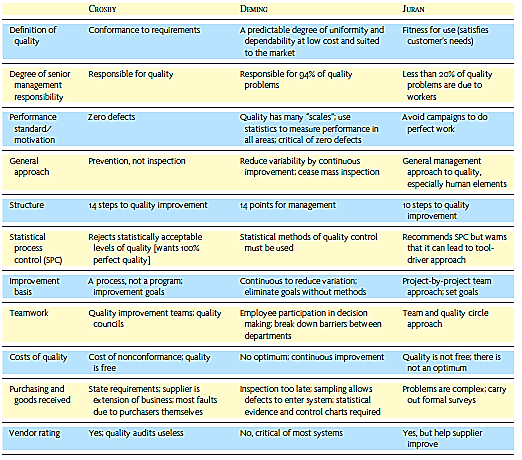 CROSBY DEMING JURAN
Definition of Conformance to requirements A predictable degree of uniformity and Fitness for use (satisfies
quality dependability at low cost and suited customer's needs)
to the market
Degree of senior Responsible for quality Responsible for 94% of quality Less than 20% of quality
management problems problems are due to
responsibility workers
Performance Zero defects Quality has many "scales"; use Avoid campaigns to do
standard/ statistics to measure performance in perfect work
motivation all areas; critical of zero defects
General Prevention, not inspection Reduce variability by continuous General management
approach improvement; cease mass inspection approach to quality,
especially human elements
Structure 14 steps to quality improvement 14 points for management 10 steps to quality
improvement
Statistical Rejects statistically acceptable Statistical methods of quality control Recommends SPC but warns
process levels of quality [wants 100% must be used that it can lead to tool-
control (SPC) perfect quality] driver approach
Improvement A process, not a program; Continuous to reduce variation; Project-by-project team
basis improvement goals eliminate goals without methods approach; set goals
Teamwork Quality improvement teams; quality Employee participation in decision Team and quality circle
councils making; break down barriers between approach
departments
Costs of quality Cost of nonconformance; quality No optimum; continuous improvement Quality is not free; there is
is free not an optimum
Purchasing and State requirements; supplier is Inspection too late; sampling allows Problems are complex; carry
goods received extension of business; most faults defects to enter system; statistical out formal surveys
due to purchasers themselves evidence and control charts required
Vendor rating Yes; quality audits useless No, critical of most systems Yes, but help supplier
improve